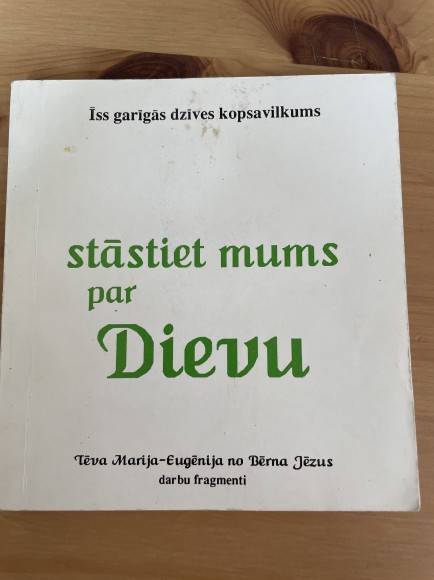 Īss garīgās dzīves kopsavilkums
stāstiet mums
par
Dievu
Tēva Marija-Eugēnija no Bērna Jēzus
darbu fragmenti